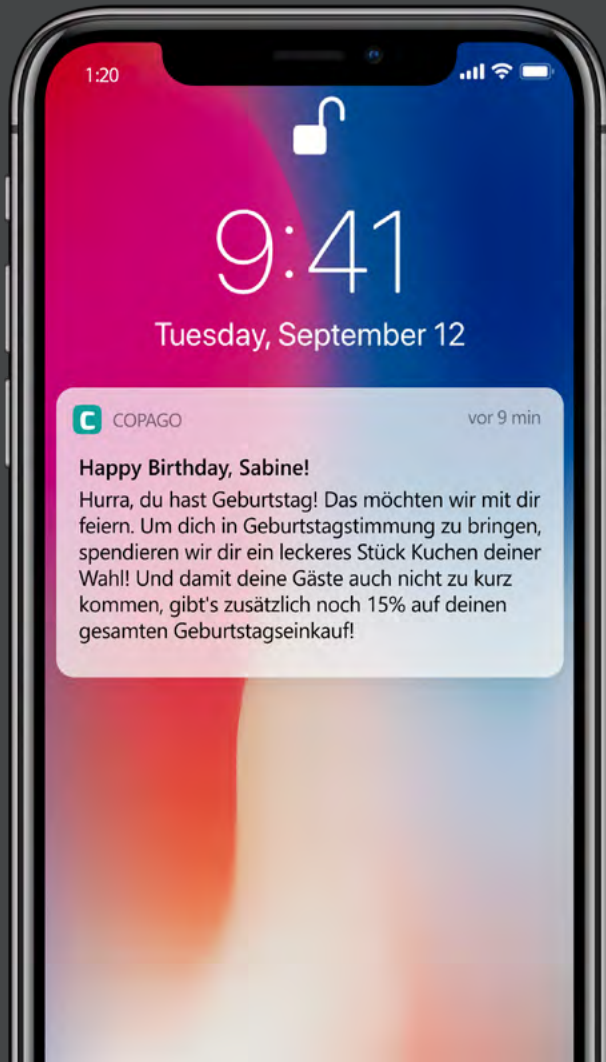 1:20
9:41
Tuesday, September 12
C COPAGO vor 9 min
Happy Birthday, Sabine!
Hurra, du hast Geburtstag! Das möchten wir mit dir
feiern. Um dich in Geburtstagstimmung zu bringen,
spendieren wir dir ein leckeres Stück Kuchen deiner
Wahl! Und damit deine Gäste auch nicht zu kurz
kommen, gibt's zusätzlich noch 15% auf deinen
gesamten Geburtstagseinkauf!